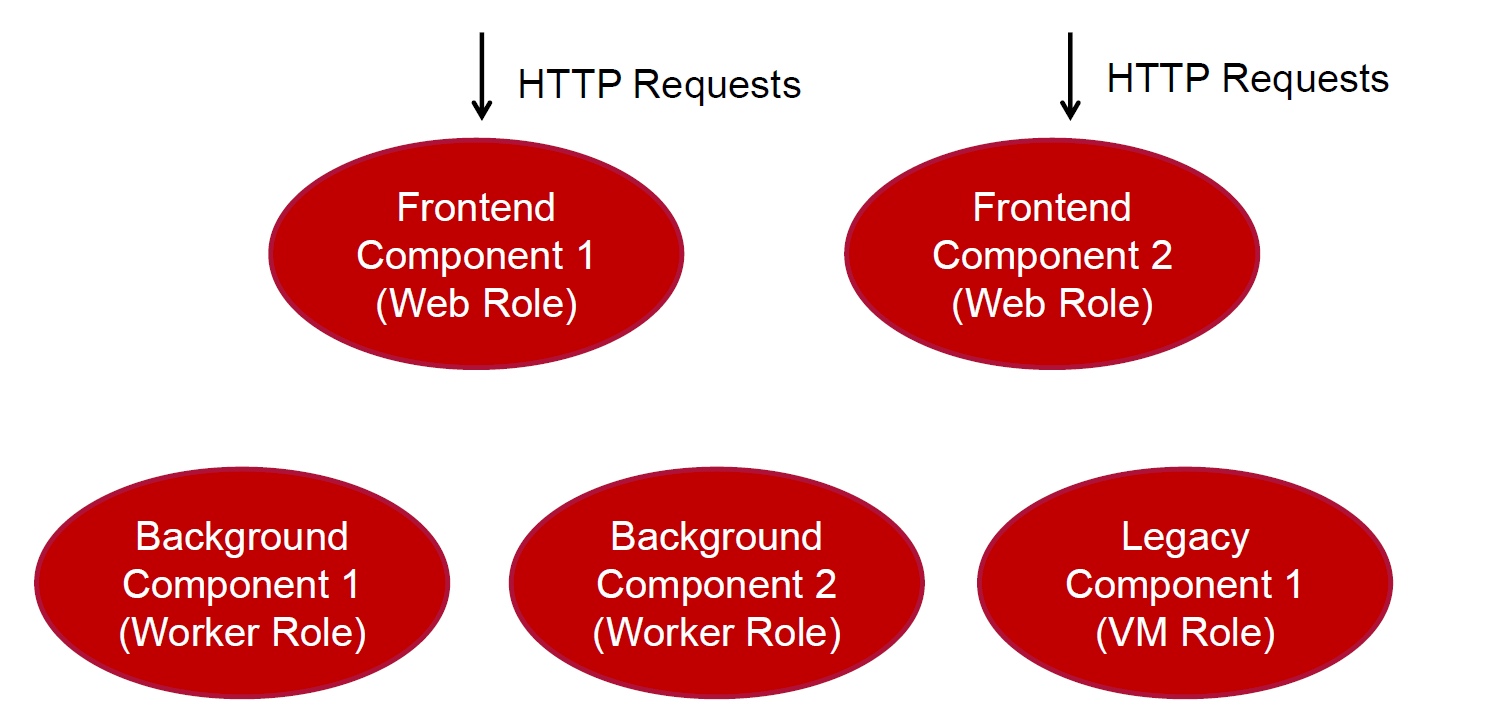 HTTP Requests
HTTP Requests
Frontend
Component 1
(Web Role)
Frontend
Component 2
(Web Role)
Background
Component 1
(Worker Role)
Background
Component 2
(Worker Role)
Legacy
Component 1
(VM Role)